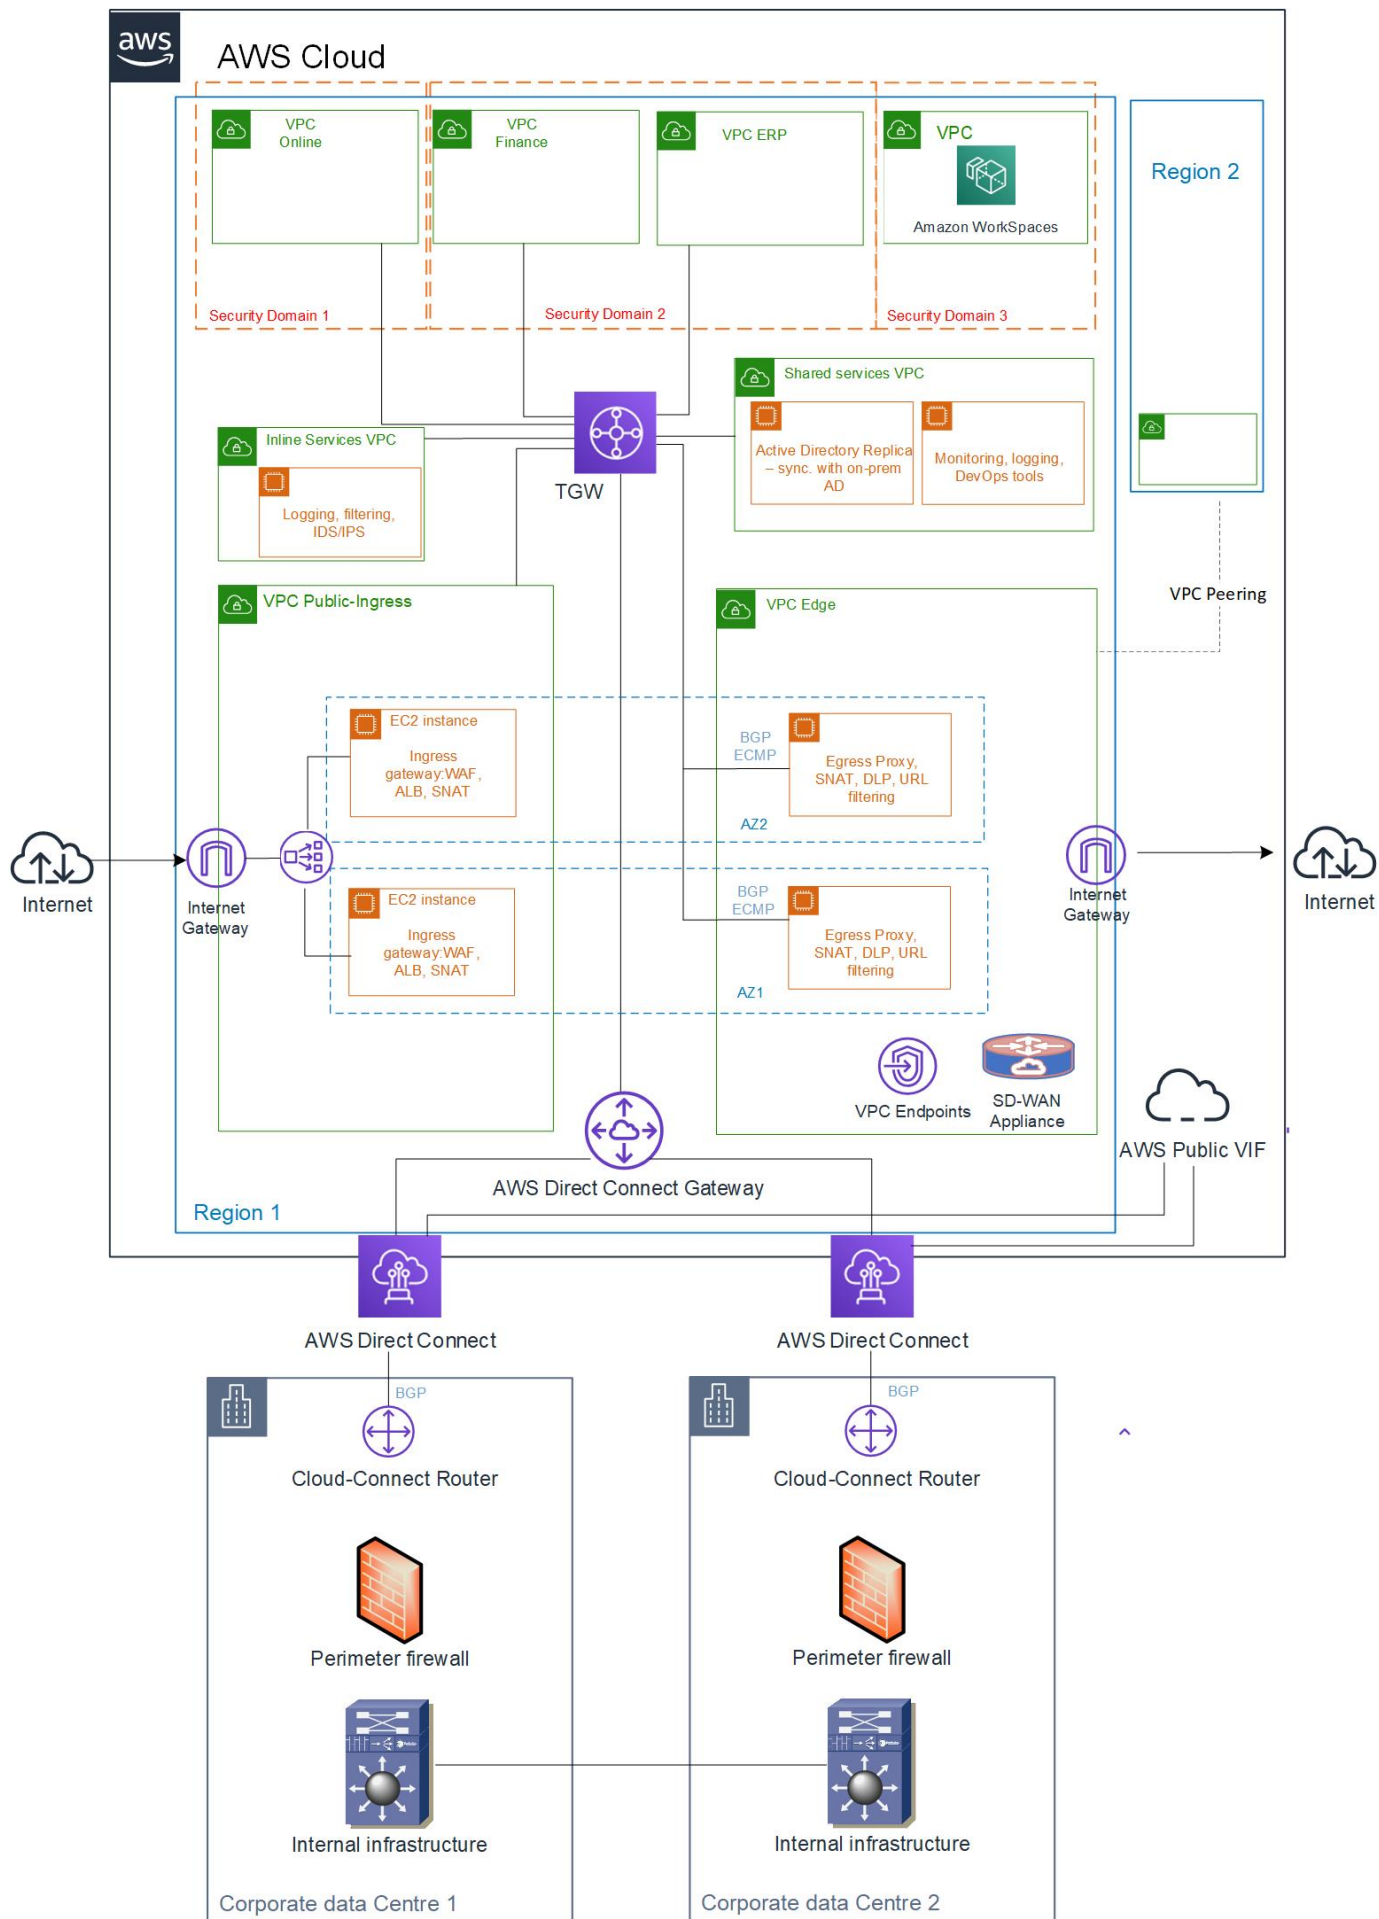 aws
AWS Cloud
VPC
Online
VPC
Finance
VPC ERP
VPC
Amazon WorkSpaces
Region 2
Security Domain 1
Security Domain 2
Security Domain 3
Shared services VPC
Active Directory Replica
– sync. with on-prem
AD
Monitoring, logging,
DevOps tools
Inline Services VPC
Logging, filtering,
IDS/IPS
TGW
VPC Peering
VPC Public-Ingress
VPC Edge
EC2 instance
Ingress
gateway:WAF,
ALB, SNAT
BGP
ECMP
Egress Proxy,
SNAT, DLP, URL
filtering
AZ2
Internet
Internet
Gateway
EC2 instance
Ingress
gateway:WAF,
ALB, SNAT
BGP
ECMP
Egress Proxy,
SNAT, DLP, URL
filtering
AZ1
Internet
Gateway
Internet
VPC Endpoints
SD-WAN
Appliance
AWS Public VIF
AWS Direct Connect Gateway
Region 1
AWS Direct Connect
AWS Direct Connect
BGP
BGP
Cloud-Connect Router
Cloud-Connect Router
Perimeter firewall
Perimeter firewall
Internal infrastructure
Internal infrastructure
Corporate data Centre 1
Corporate data Centre 2